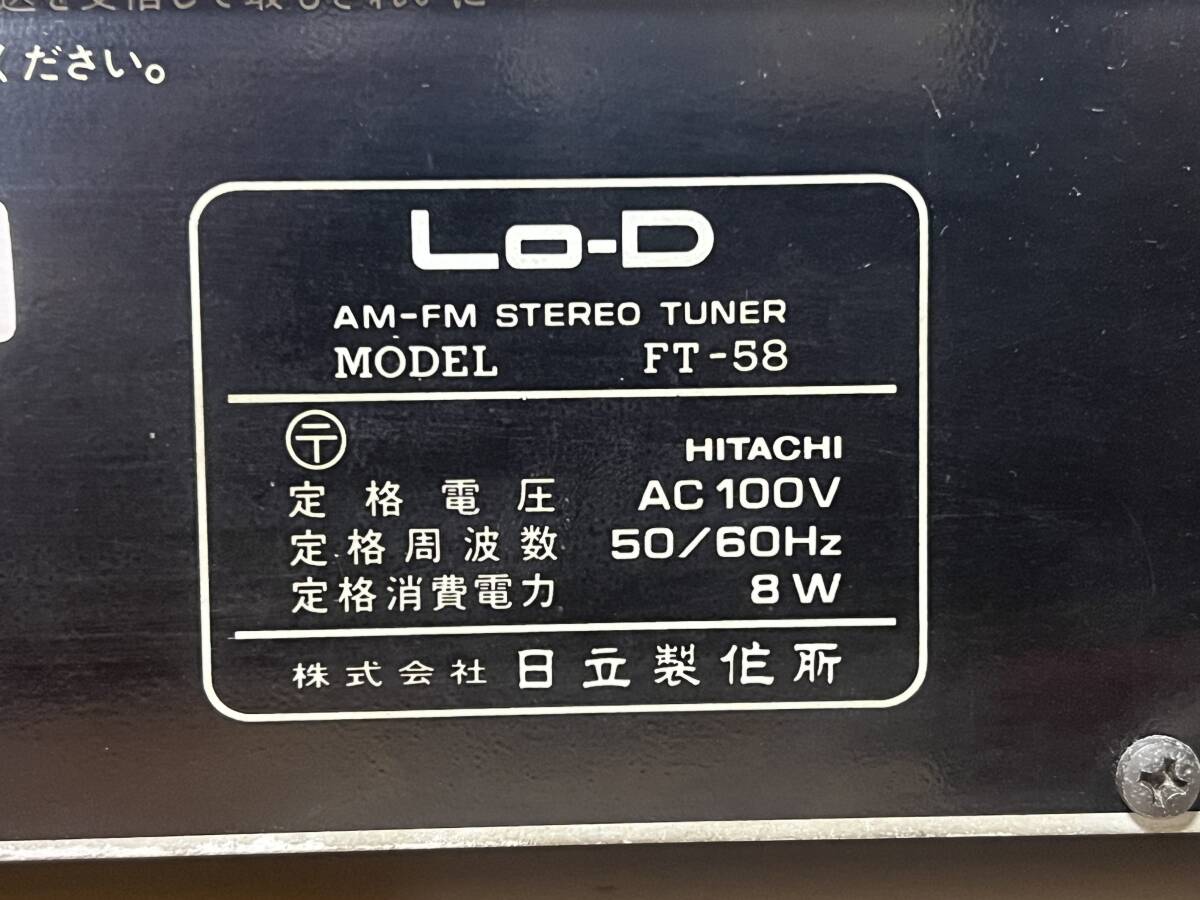 ください。
Lo-D
AM-FM STEREO TUNER
MODEL FT-58
〒 HITACHI
定格電圧 AC 100V
定格周波数 50/60Hz
定格消費電力 8W
株式会社 日立製作所